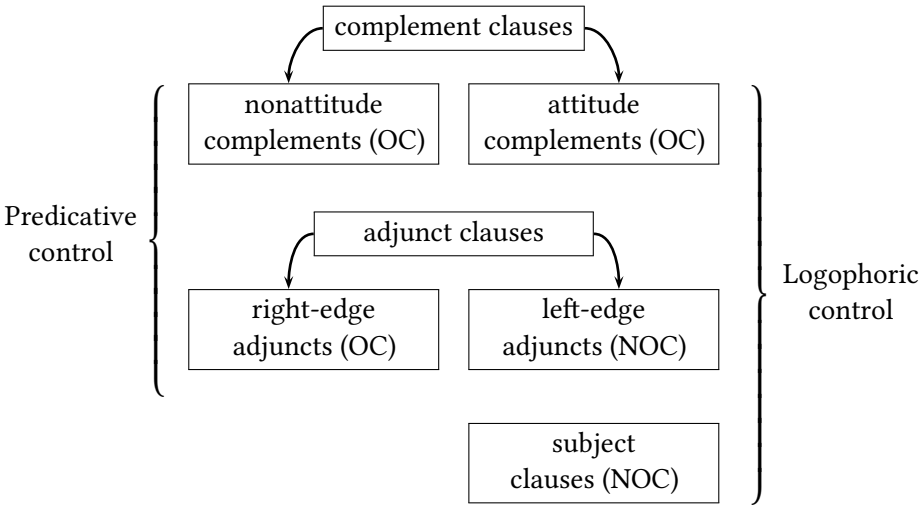 complement clauses
nonattitude
complements (OC)
attitude
complements (OC)
Predicative
control
adjunct clauses
right-edge
adjuncts (OC)
left-edge
adjuncts (NOC)
Logophoric
control
subject
clauses (NOC)